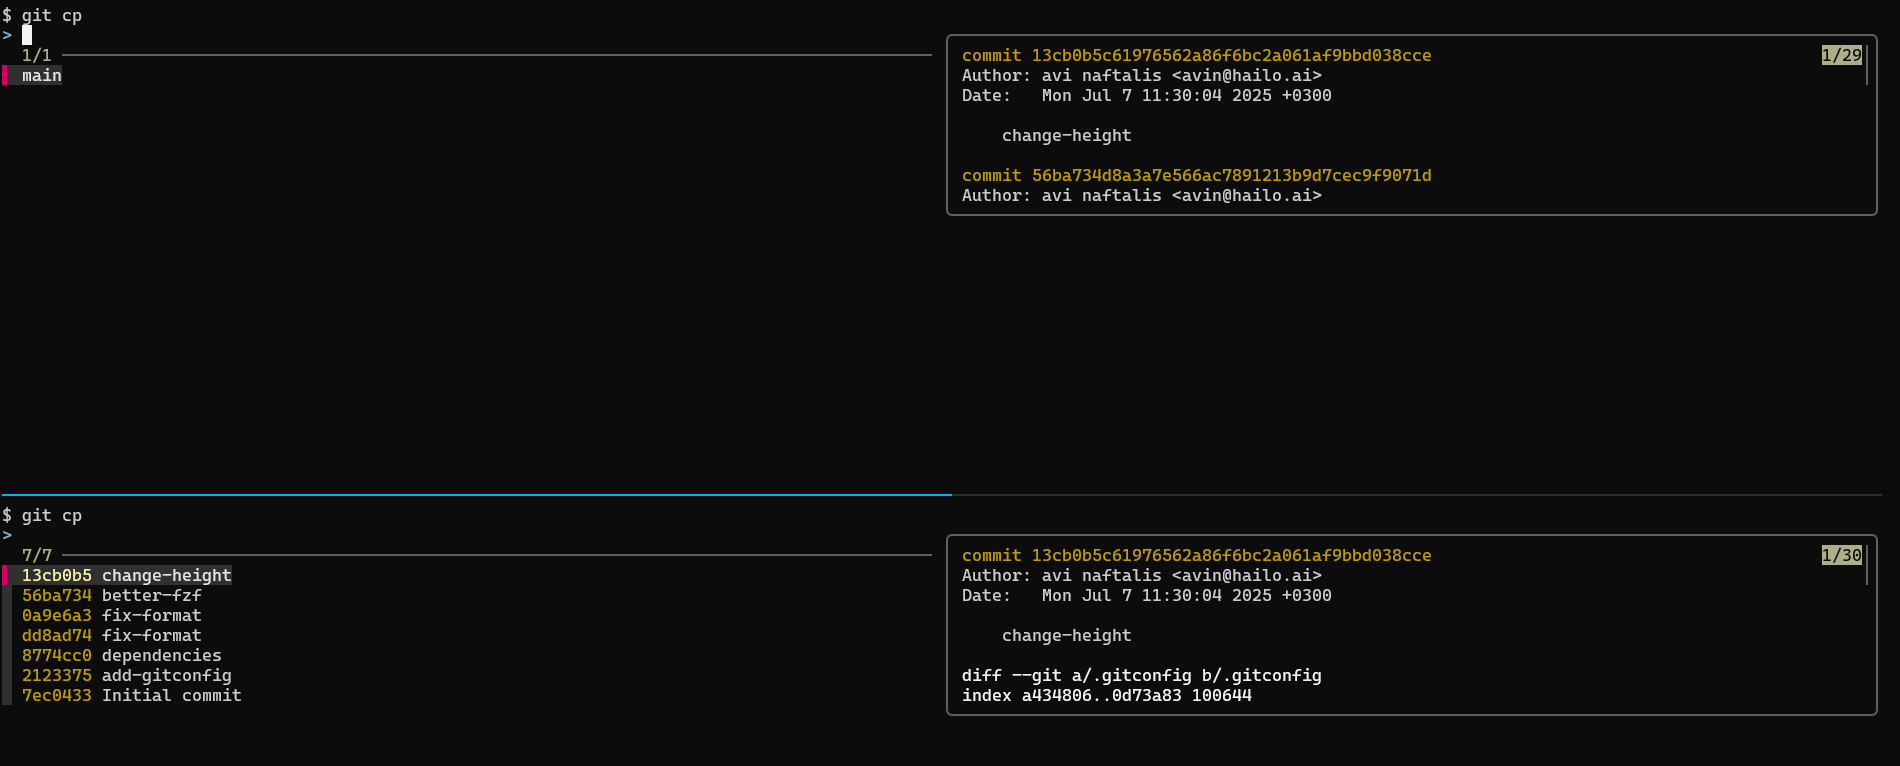 $ git cp
>
1/1
main
commit 13cb0b5c61976562a86f6bc2a061af9bbd038cce 1/29
Author: avi naftalis <avin@hailo.ai>
Date:   Mon Jul 7 11:30:04 2025 +0300
change-height
commit 56ba734d8a3a7e566ac7891213b9d7cec9f9071d
Author: avi naftalis <avin@hailo.ai>
$ git cp
>
7/7
13cb0b5 change-height
56ba734 better-fzf
0a9e6a3 fix-format
dd8ad74 fix-format
8774cc0 dependencies
2123375 add-gitconfig
7ec0433 Initial commit
commit 13cb0b5c61976562a86f6bc2a061af9bbd038cce 1/30
Author: avi naftalis <avin@hailo.ai>
Date:   Mon Jul 7 11:30:04 2025 +0300
change-height
diff --git a/.gitconfig b/.gitconfig
index a434806..0d73a83 100644